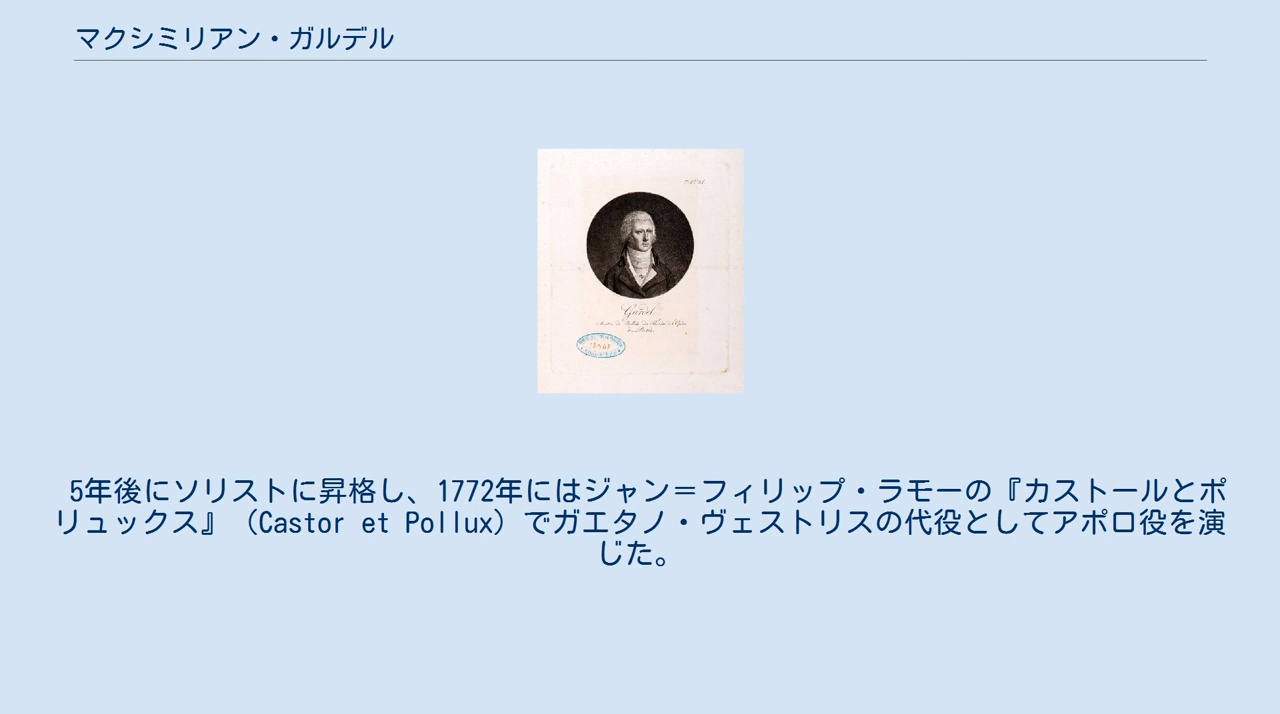 マクシミリアン・ガルデル
Gardel
5年後にソリストに昇格し、1772年にはジャン＝フィリップ・ラモーの『カストールとポ
リュックス』（Castor et Pollux）でガエタノ・ヴェストリスの代役としてアポロ役を演
じた。